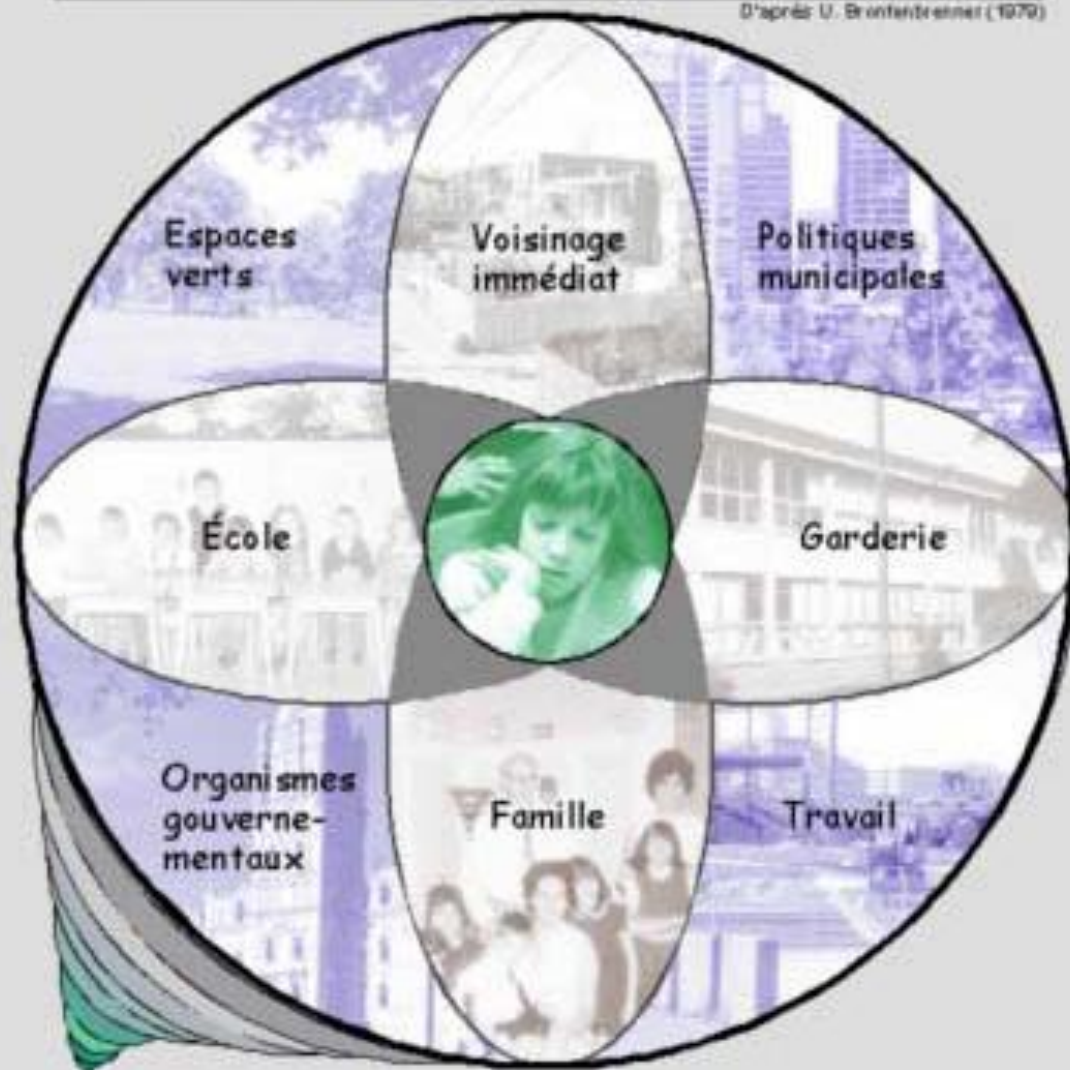 D'après U. Bronfenbrenner (1979)
Espaces
verts
Voisinage
immédiat
Politiques
municipales
École
Garderie
Organismes
gouverne-
mentaux
Famille
Travail